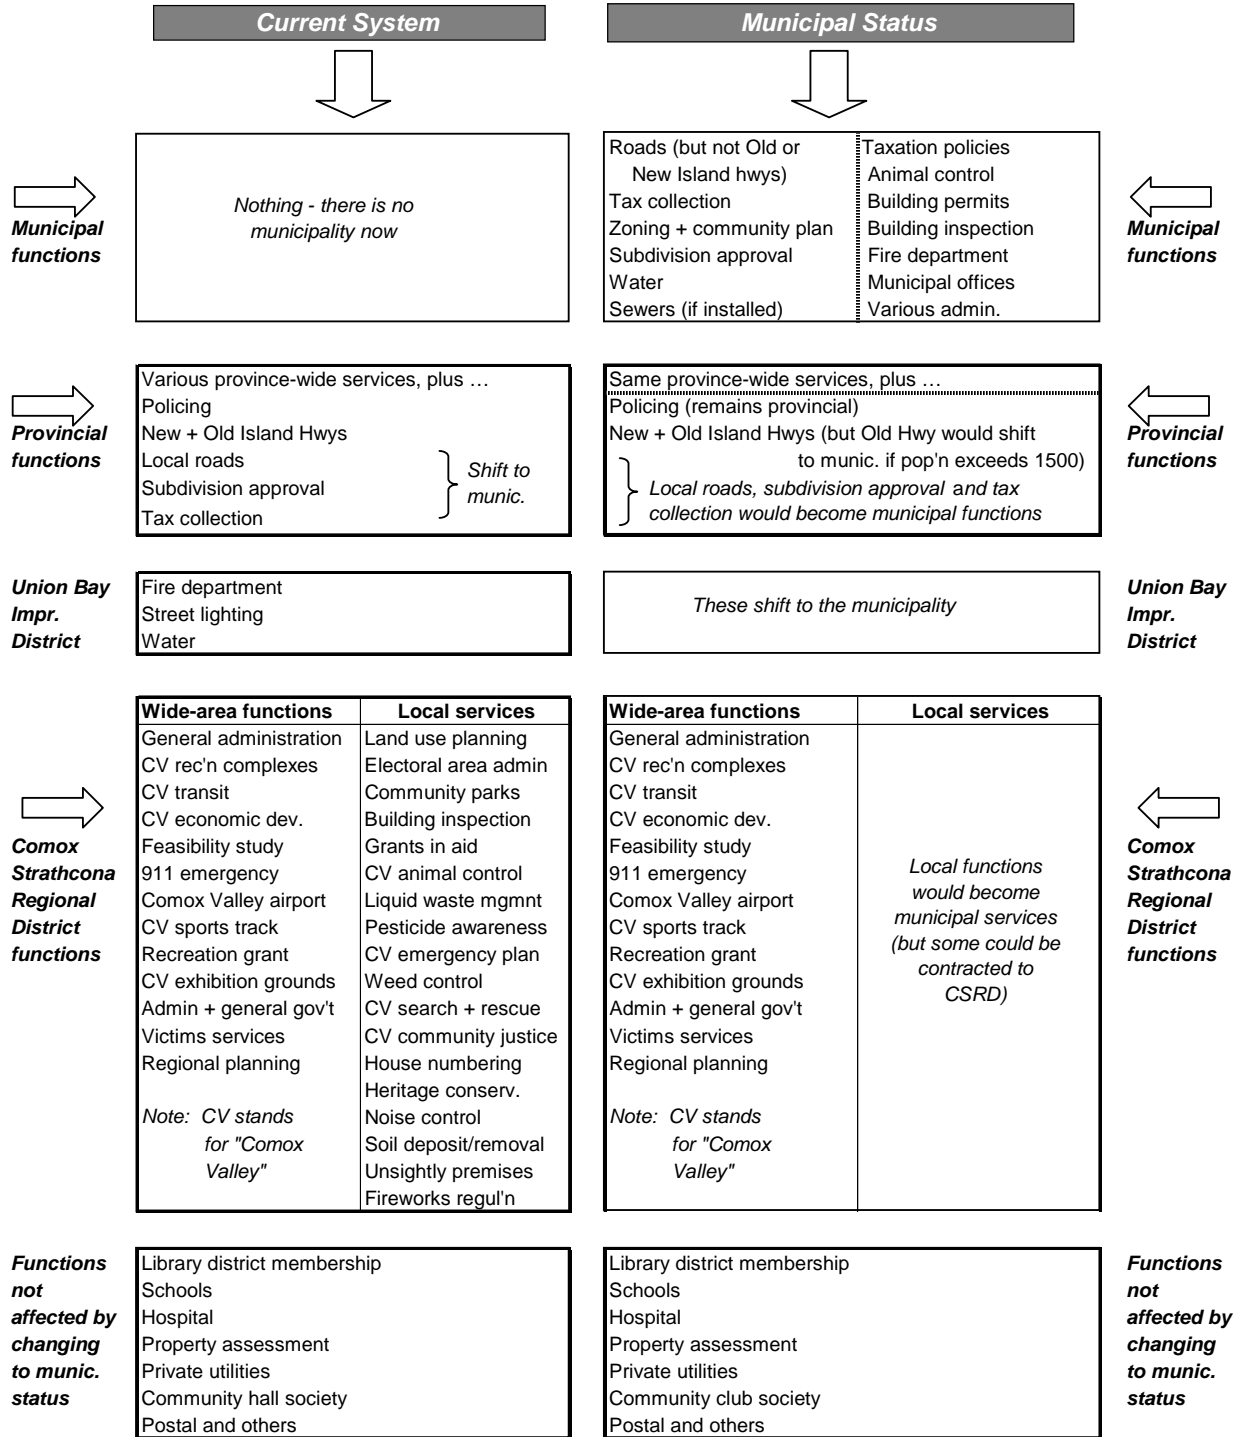 Current System
Municipal Status
Municipal
functions
Nothing - there is no
municipality now
Roads (but not Old or
New Island hwys)
Tax collection
Zoning + community plan
Subdivision approval
Water
Sewers (if installed)
Taxation policies
Animal control
Building permits
Building inspection
Fire department
Municipal offices
Various admin.
Municipal
functions
Provincial
functions
Various province-wide services, plus …
Policing
New + Old Island Hwys
Local roads
Subdivision approval
Tax collection
Shift to
munic.
Same province-wide services, plus …
Policing (remains provincial)
New + Old Island Hwys (but Old Hwy would shift
to munic. if pop'n exceeds 1500)
Local roads, subdivision approval and tax
collection would become municipal functions
Provincial
functions
Union Bay
Impr.
District
Fire department
Street lighting
Water
These shift to the municipality
Union Bay
Impr.
District
Comox
Strathcona
Regional
District
functions
Wide-area functions
General administration
CV rec'n complexes
CV transit
CV economic dev.
Feasibility study
911 emergency
Comox Valley airport
CV sports track
Recreation grant
CV exhibition grounds
Admin + general gov't
Victims services
Regional planning
Note: CV stands
for "Comox
Valley"
Local services
Land use planning
Electoral area admin
Community parks
Building inspection
Grants in aid
CV animal control
Liquid waste mgmnt
Pesticide awareness
CV emergency plan
Weed control
CV search + rescue
CV community justice
House numbering
Heritage conserv.
Noise control
Soil deposit/removal
Unsightly premises
Fireworks regul'n
Wide-area functions
General administration
CV rec'n complexes
CV transit
CV economic dev.
Feasibility study
911 emergency
Comox Valley airport
CV sports track
Recreation grant
CV exhibition grounds
Admin + general gov't
Victims services
Regional planning
Note: CV stands
for "Comox
Valley"
Local services
Local functions
would become
municipal services
(but some could be
contracted to
CSRD)
Comox
Strathcona
Regional
District
functions
Functions
not
affected by
changing
to munic.
status
Library district membership
Schools
Hospital
Property assessment
Private utilities
Community hall society
Postal and others
Library district membership
Schools
Hospital
Property assessment
Private utilities
Community club society
Postal and others
Functions
not
affected by
changing
to munic.
status